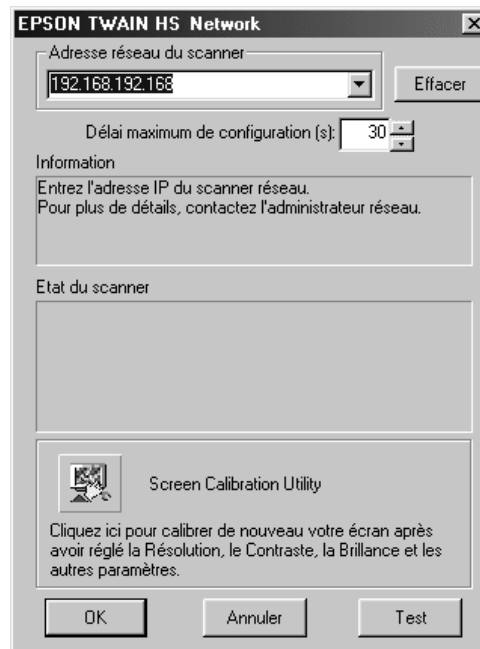 EPSON TWAIN HS Network
Adresse réseau du scanner
192.168.192.168
Effacer
Délai maximum de configuration (s): 30
Information
Entrez l'adresse IP du scanner réseau.
Pour plus de détails, contactez l'administrateur réseau.
Etat du scanner
Screen Calibration Utility
Cliquez ici pour calibrer de nouveau votre écran après
avoir réglé la Résolution, le Contraste, la Brillance et les
autres paramètres.
OK
Annuler
Test